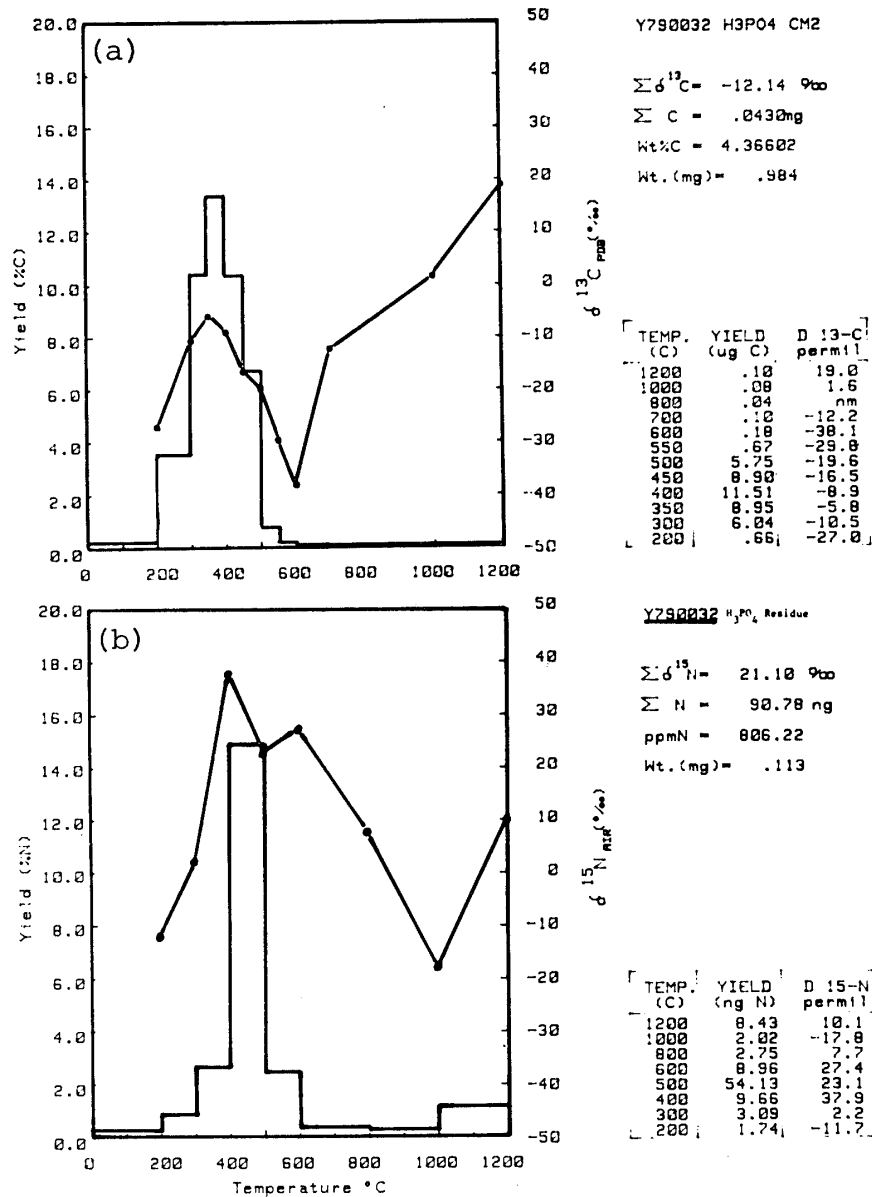 (a)
20.0
18.0
16.0
14.0
12.0
10.0
8.0
6.0
4.0
2.0
0.0
Yield (%C)
0 200 400 600 800 1000 1200
50
40
30
20
10
0
-10
-20
-30
-40
-50
δ 13C PDB (°/oo)
Y790032 H3PO4 CM2
∑δ13C= -12.14 %oo
∑ C = .0430mg
Wt%C = 4.36602
Wt.(mg)= .984
TEMP. YIELD D 13-C
(C) (ug C) permil
1200 .10 19.0
1000 .08 1.6
800 .04 nm
700 .10 -12.2
600 .18 -38.1
550 .67 -29.8
500 5.75 -19.6
450 8.90 -16.5
400 11.51 -8.9
350 8.95 -5.8
300 6.04 -10.5
200 .66 -27.0
(b)
20.0
18.0
16.0
14.0
12.0
10.0
8.0
6.0
4.0
2.0
0.0
Yield (%N)
0 200 400 600 800 1000 1200
Temperature °C
50
40
30
20
10
0
-10
-20
-30
-40
-50
δ 15N AIR (°/oo)
Y790032 H3PO4 Residue
∑δ15N= 21.10 %oo
∑ N = 90.78 ng
ppmN = 806.22
Wt.(mg)= .113
TEMP. YIELD D 15-N
(C) (ng N) permil
1200 8.43 10.1
1000 2.02 -17.8
800 2.75 7.7
600 8.96 27.4
500 54.13 23.1
400 9.66 37.9
300 3.09 2.2
200 1.74 -11.7